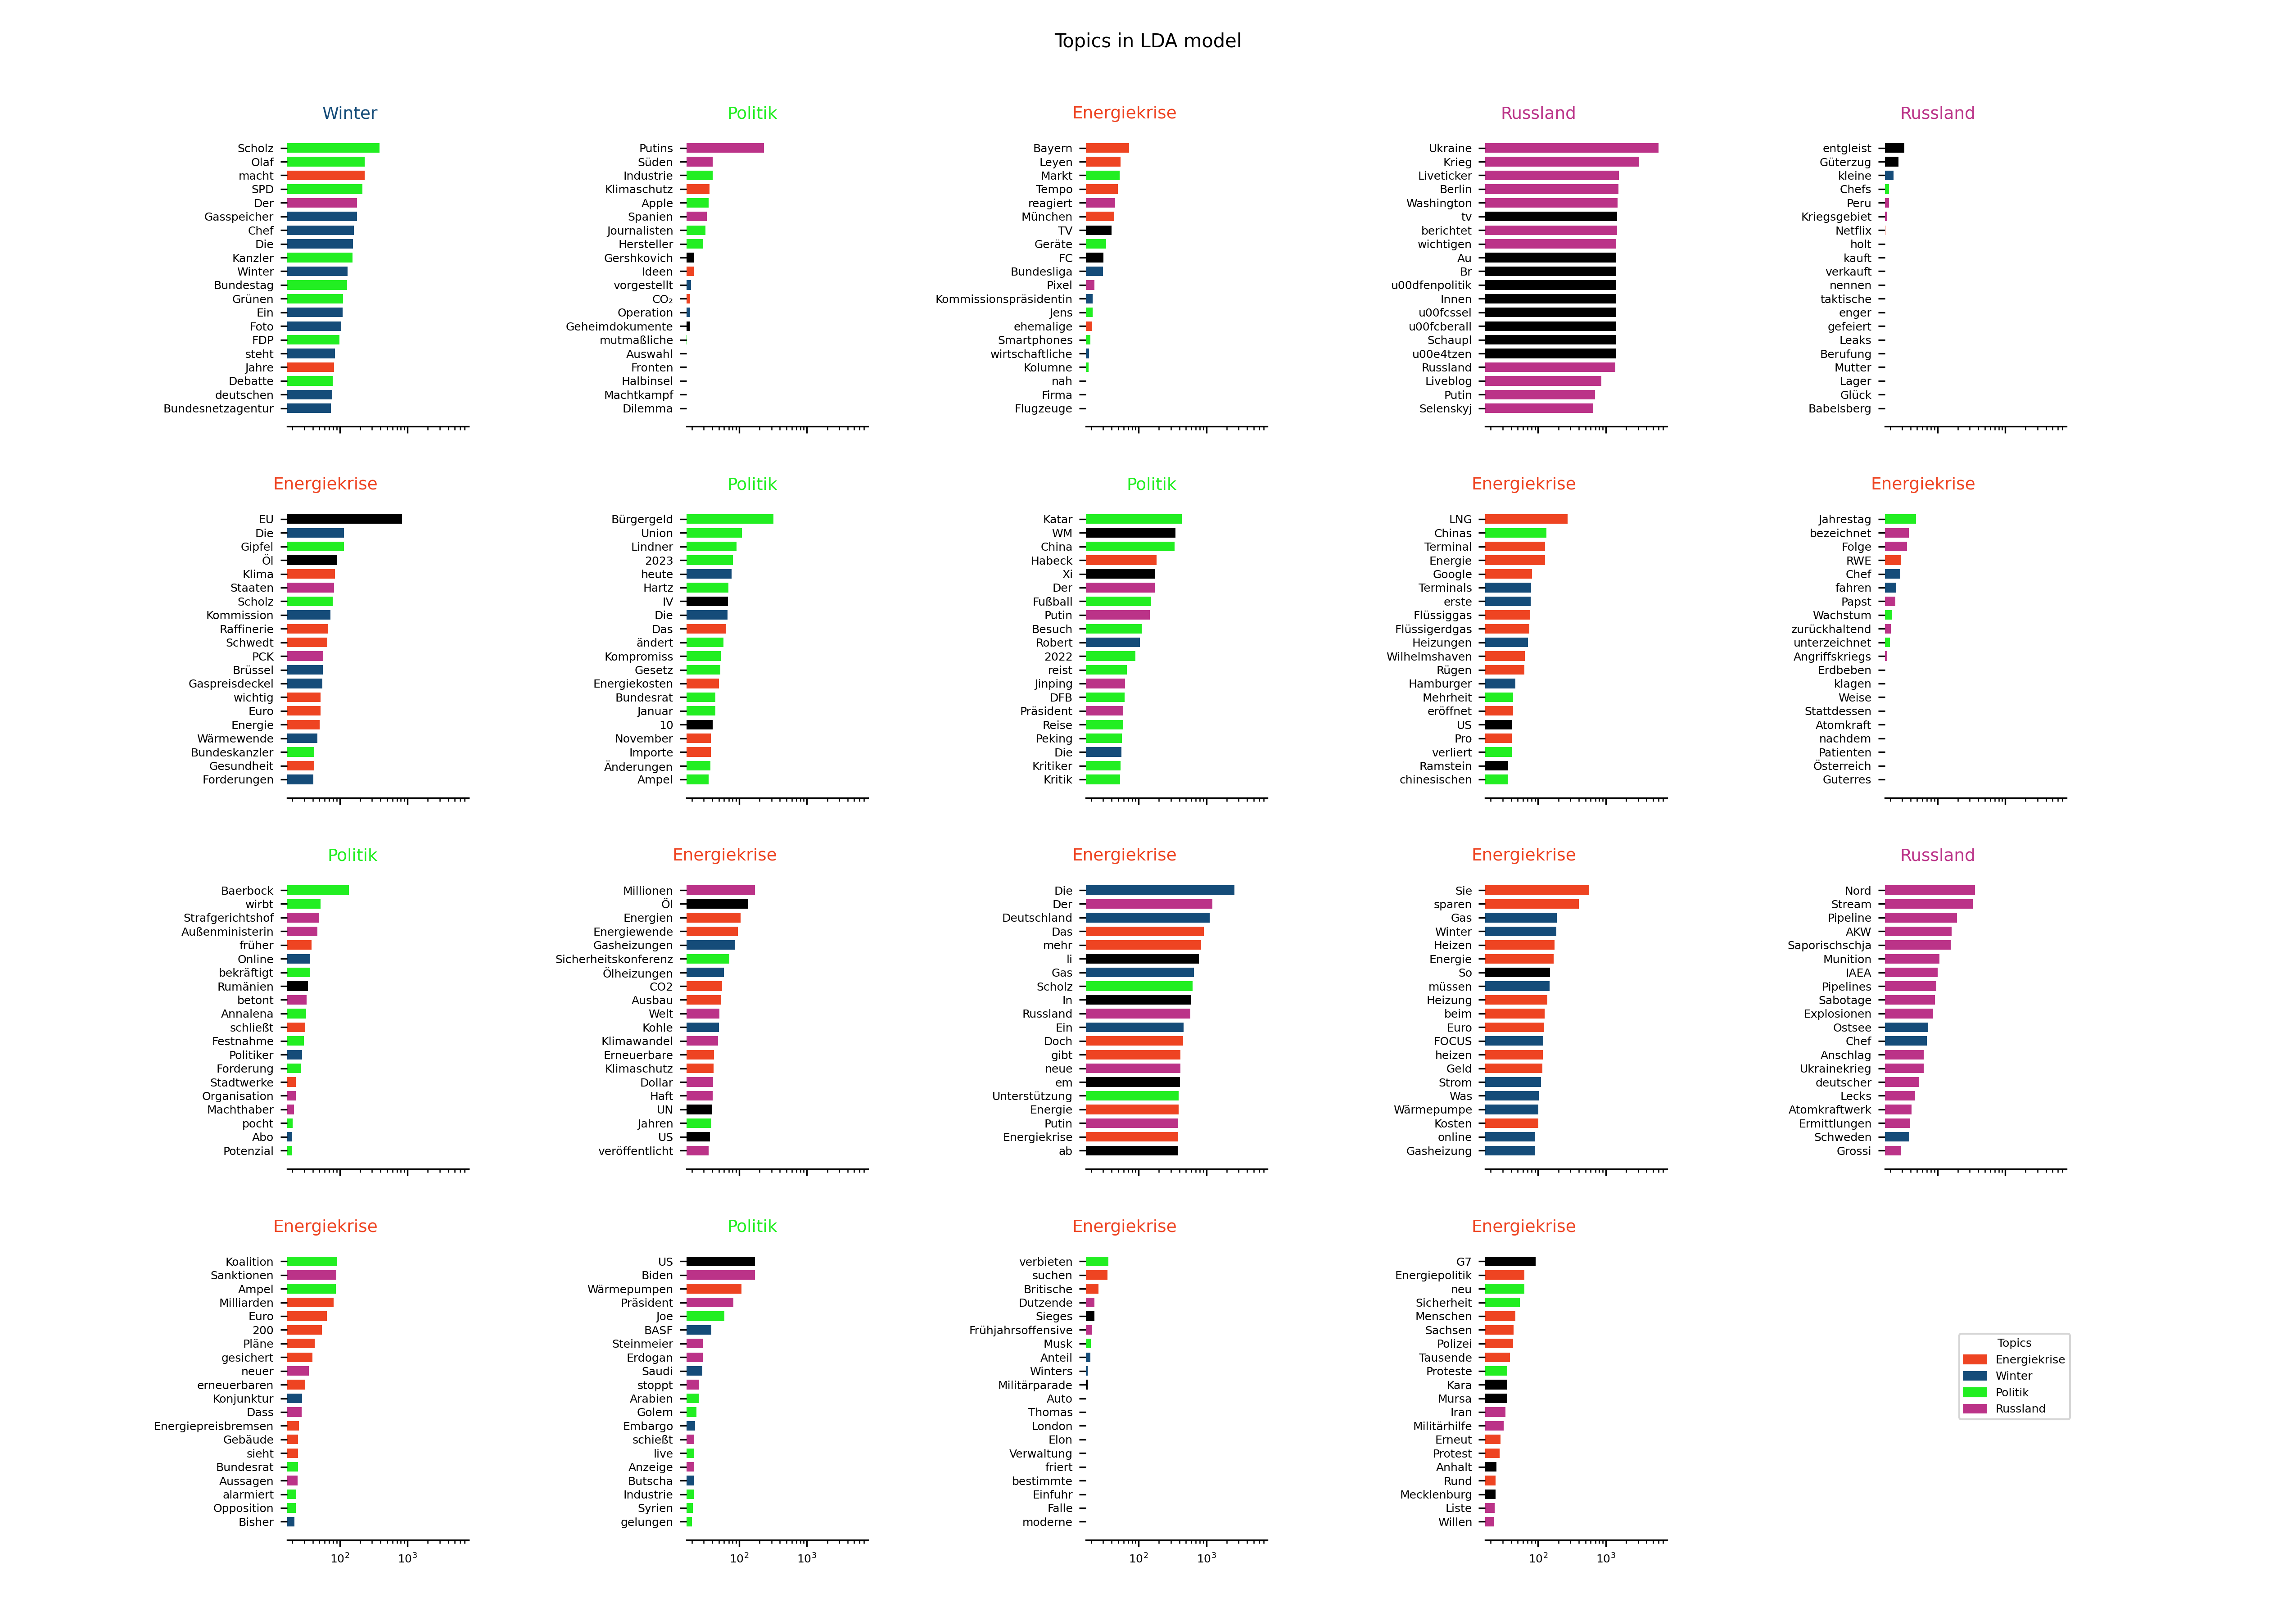 Topics in LDA model
Winter
Scholz
Olaf
macht
SPD
Der
Gasspeicher
Chef
Die
Kanzler
Winter
Bundestag
Grünen
Ein
Foto
FDP
steht
Jahre
Debatte
deutschen
Bundesnetzagentur
Politik
Putins
Süden
Industrie
Klimaschutz
Apple
Spanien
Journalisten
Hersteller
Gershkovich
Ideen
vorgestellt
CO₂
Operation
Geheimdokumente
mutmaßliche
Auswahl
Fronten
Halbinsel
Machtkampf
Dilemma
Energiekrise
Bayern
Leyen
Markt
Tempo
reagiert
München
TV
Geräte
FC
Bundesliga
Pixel
Kommissionspräsidentin
Jens
ehemalige
Smartphones
wirtschaftliche
Kolumne
nah
Firma
Flugzeuge
Russland
Ukraine
Krieg
Liveticker
Berlin
Washington
tv
berichtet
wichtigen
Au
Br
u00dfenpolitik
Innen
u00fcssel
u00fcberall
Schaupl
u00e4tzen
Russland
Liveblog
Putin
Selenskyj
Russland
entgleist
Güterzug
kleine
Chefs
Peru
Kriegsgebiet
Netflix
holt
kauft
verkauft
nennen
taktische
enger
gefeiert
Leaks
Berufung
Mutter
Lager
Glück
Babelsberg
Energiekrise
EU
Die
Gipfel
Öl
Klima
Staaten
Scholz
Kommission
Raffinerie
Schwedt
PCK
Brüssel
Gaspreisdeckel
wichtig
Euro
Energie
Wärmewende
Bundeskanzler
Gesundheit
Forderungen
Politik
Bürgergeld
Union
Lindner
2023
heute
Hartz
IV
Die
Das
ändert
Kompromiss
Gesetz
Energiekosten
Bundesrat
Januar
10
November
Importe
Änderungen
Ampel
Politik
Katar
WM
China
Habeck
Xi
Der
Fußball
Putin
Besuch
Robert
2022
reist
Jinping
DFB
Präsident
Reise
Peking
Die
Kritiker
Kritik
Energiekrise
LNG
Chinas
Terminal
Energie
Google
Terminals
erste
Flüssiggas
Flüssigerdgas
Heizungen
Wilhelmshaven
Rügen
Hamburger
Mehrheit
eröffnet
US
Pro
verliert
Ramstein
chinesischen
Energiekrise
Jahrestag
bezeichnet
Folge
RWE
Chef
fahren
Papst
Wachstum
zurückhaltend
unterzeichnet
Angriffskriegs
Erdbeben
klagen
Weise
Stattdessen
Atomkraft
nachdem
Patienten
Österreich
Guterres
Politik
Baerbock
wirbt
Strafgerichtshof
Außenministerin
früher
Online
bekräftigt
Rumänien
betont
Annalena
schließt
Festnahme
Politiker
Forderung
Stadtwerke
Organisation
Machthaber
pocht
Abo
Potenzial
Energiekrise
Millionen
Öl
Energien
Energiewende
Gasheizungen
Sicherheitskonferenz
Ölheizungen
CO2
Ausbau
Welt
Kohle
Klimawandel
Erneuerbare
Klimaschutz
Dollar
Haft
UN
Jahren
US
veröffentlicht
Energiekrise
Die
Der
Deutschland
Das
mehr
li
Gas
Scholz
In
Russland
Ein
Doch
gibt
neue
em
Unterstützung
Energie
Putin
Energiekrise
ab
Energiekrise
Sie
sparen
Gas
Winter
Heizen
Energie
So
müssen
Heizung
beim
Euro
FOCUS
heizen
Geld
Strom
Was
Wärmepumpe
Kosten
online
Gasheizung
Russland
Nord
Stream
Pipeline
AKW
Saporischschja
Munition
IAEA
Pipelines
Sabotage
Explosionen
Ostsee
Chef
Anschlag
Ukrainekrieg
deutscher
Lecks
Atomkraftwerk
Ermittlungen
Schweden
Grossi
Energiekrise
Koalition
Sanktionen
Ampel
Milliarden
Euro
200
Pläne
gesichert
neuer
erneuerbaren
Konjunktur
Dass
Energiepreisbremsen
Gebäude
sieht
Bundesrat
Aussagen
alarmiert
Opposition
Bisher
10² 10³
Politik
US
Biden
Wärmepumpen
Präsident
Joe
BASF
Steinmeier
Erdogan
Saudi
stoppt
Arabien
Golem
Embargo
schießt
live
Anzeige
Butscha
Industrie
Syrien
gelungen
10² 10³
Energiekrise
verbieten
suchen
Britische
Dutzende
Sieges
Frühjahrsoffensive
Musk
Anteil
Winters
Militärparade
Auto
Thomas
London
Elon
Verwaltung
friert
bestimmte
Einfuhr
Falle
moderne
10² 10³
Energiekrise
G7
Energiepolitik
neu
Sicherheit
Menschen
Sachsen
Polizei
Tausende
Proteste
Kara
Mursa
Iran
Militärhilfe
Erneut
Protest
Anhalt
Rund
Mecklenburg
Liste
Willen
10² 10³
Topics
Energiekrise
Winter
Politik
Russland